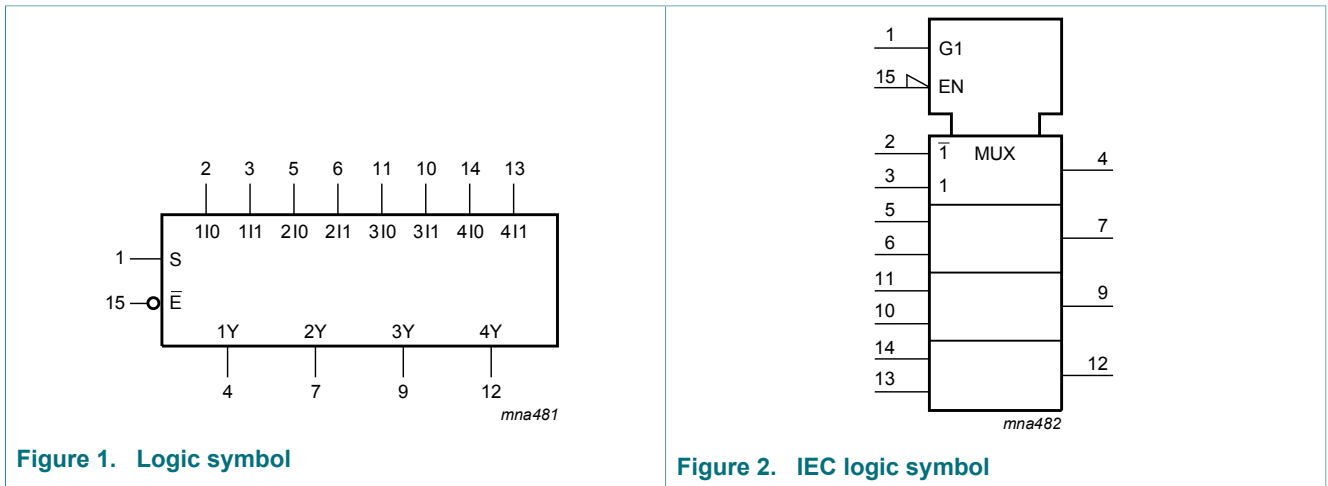 2 3 5 6 11 10 14 13
1I0 1I1 2I0 2I1 3I0 3I1 4I0 4I1
1 S
15 E̅
1Y 2Y 3Y 4Y
4 7 9 12
mna481
Figure 1. Logic symbol
1 G1
15 EN
2 1̅ MUX 4
3 1
5
7
6
11
9
10
14
12
13
mna482
Figure 2. IEC logic symbol